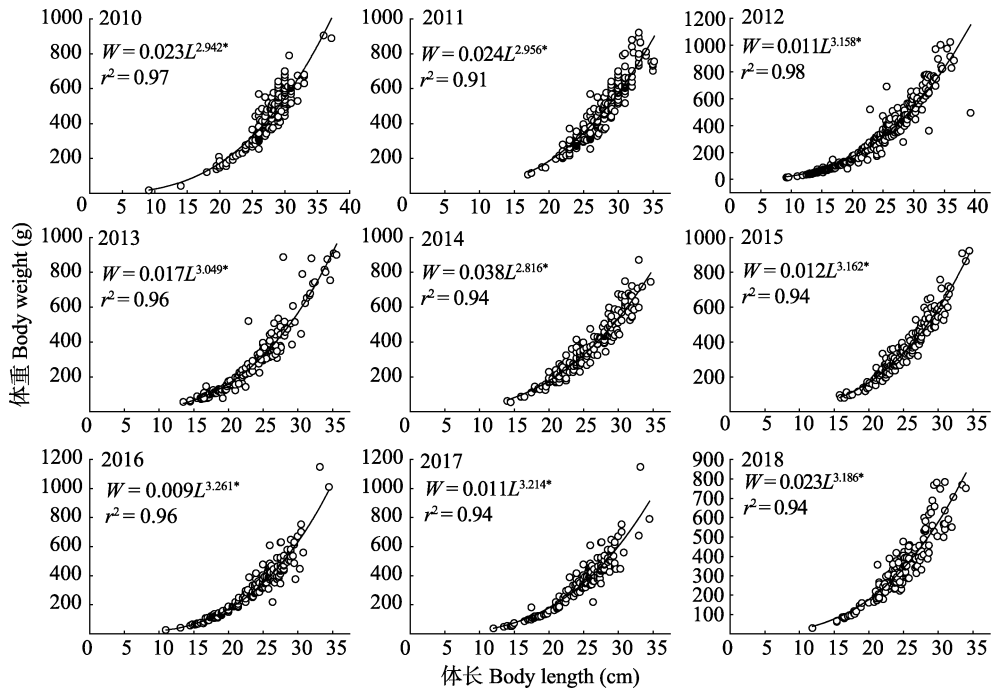 2010
W = 0.023L^2.942*
r² = 0.97
1000
800
600
400
200
0 5 10 15 20 25 30 35 40
2011
W = 0.024L^2.956*
r² = 0.91
1000
800
600
400
200
0 5 10 15 20 25 30 35
2012
W = 0.011L^3.158*
r² = 0.98
1200
1000
800
600
400
200
0
0 5 10 15 20 25 30 35 40
2013
W = 0.017L^3.049*
r² = 0.96
1000
800
600
400
200
0 5 10 15 20 25 30 35
2014
W = 0.038L^2.816*
r² = 0.94
1000
800
600
400
200
0 5 10 15 20 25 30 35
2015
W = 0.012L^3.162*
r² = 0.94
1000
800
600
400
200
0 5 10 15 20 25 30 35
2016
W = 0.009L^3.261*
r² = 0.96
1200
1000
800
600
400
200
0 5 10 15 20 25 30 35
2017
W = 0.011L^3.214*
r² = 0.94
1200
1000
800
600
400
200
0 5 10 15 20 25 30 35
2018
W = 0.023L^3.186*
r² = 0.94
900
800
700
600
500
400
300
200
100
0 5 10 15 20 25 30 35
体重 Body weight (g)
体长 Body length (cm)